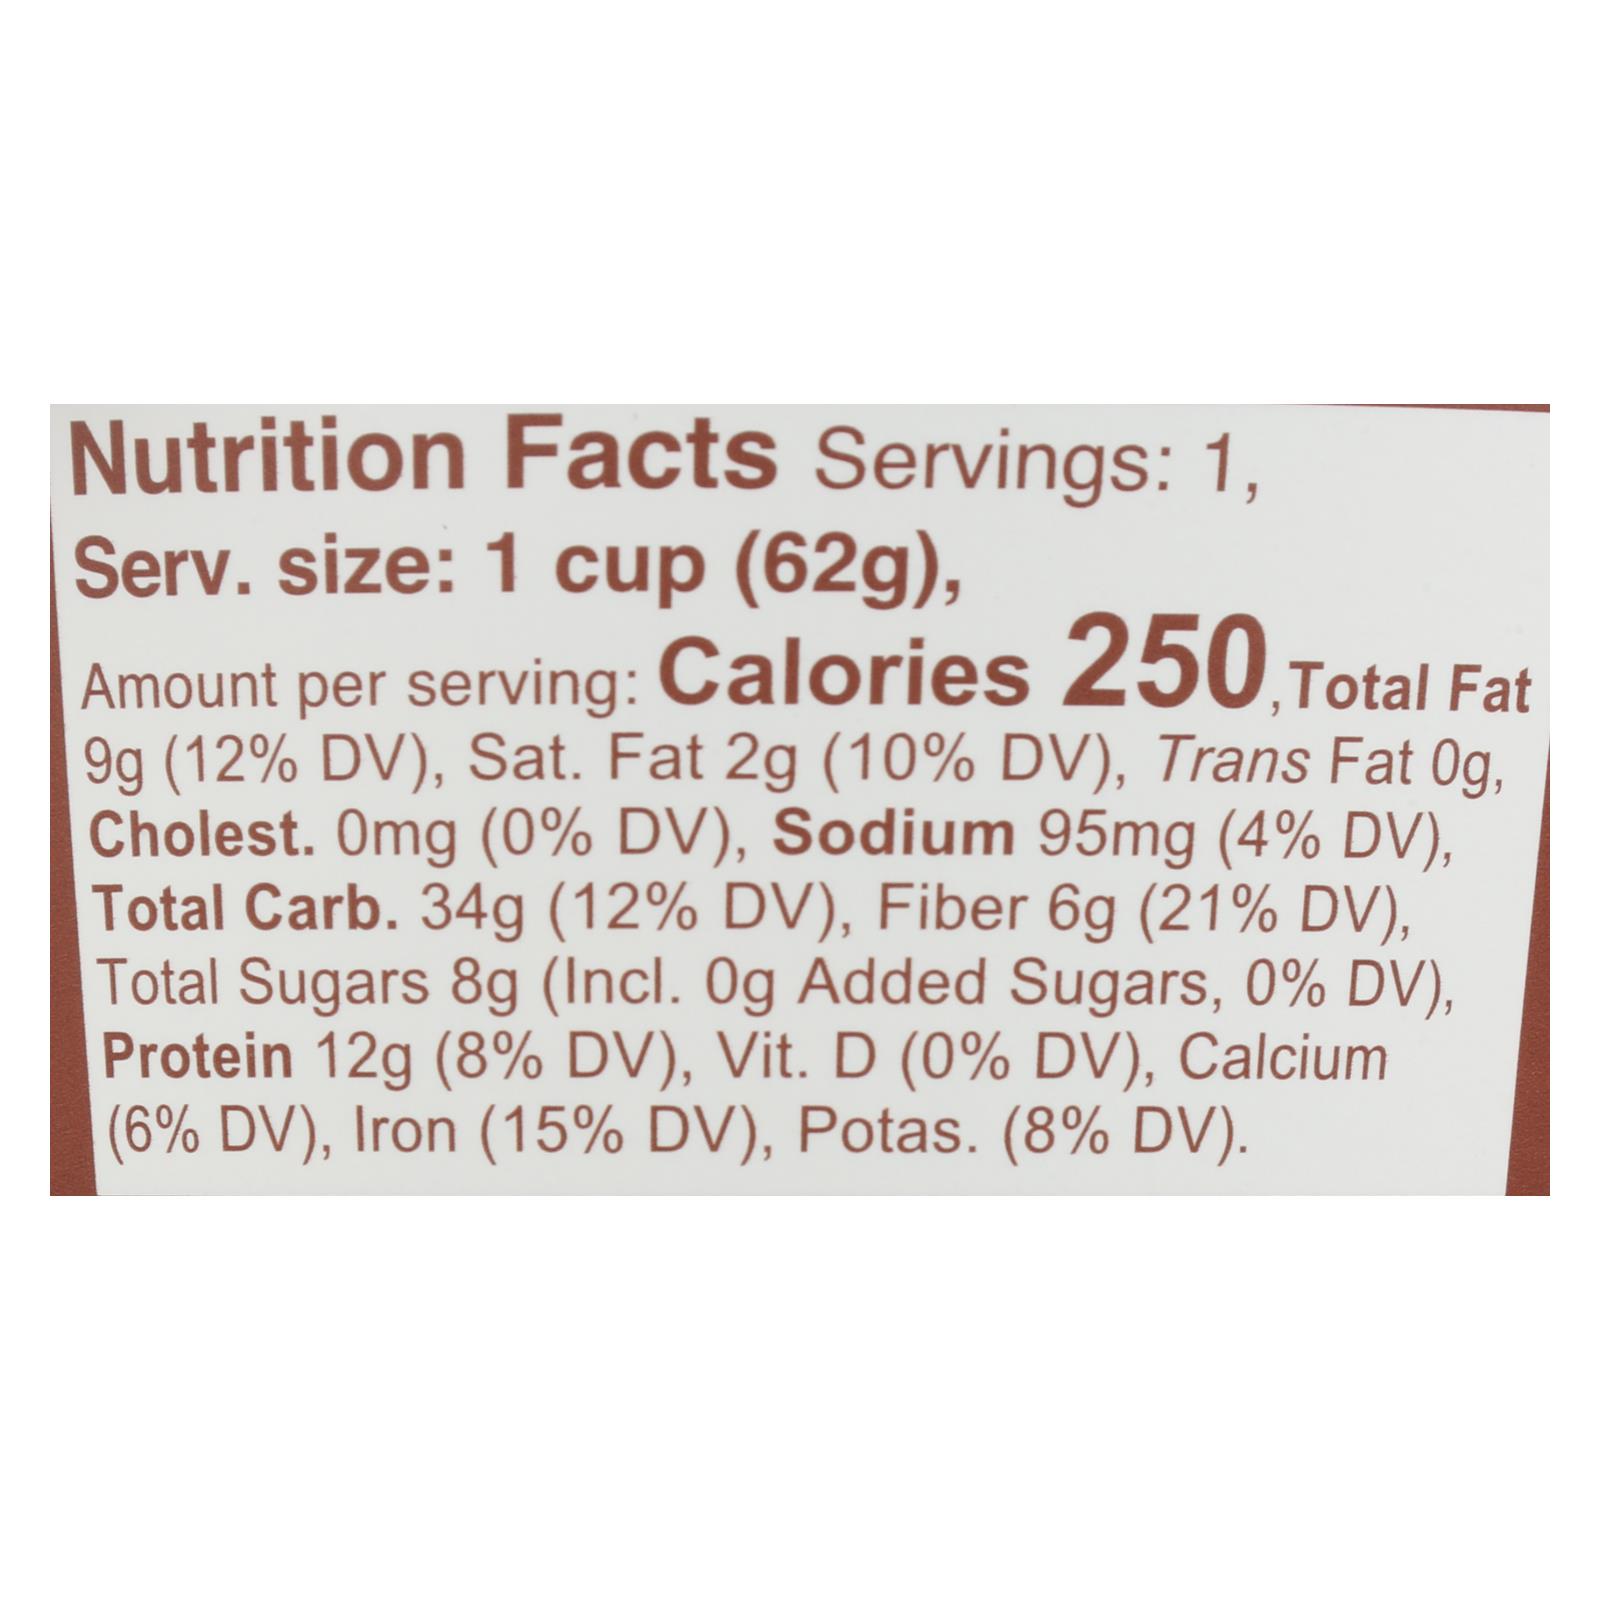 Nutrition Facts Servings: 1,
Serv. size: 1 cup (62g),
Amount per serving: Calories 250, Total Fat
9g (12% DV), Sat. Fat 2g (10% DV), Trans Fat 0g,
Cholest. 0mg (0% DV), Sodium 95mg (4% DV),
Total Carb. 34g (12% DV), Fiber 6g (21% DV),
Total Sugars 8g (Incl. 0g Added Sugars, 0% DV),
Protein 12g (8% DV), Vit. D (0% DV), Calcium
(6% DV), Iron (15% DV), Potas. (8% DV).